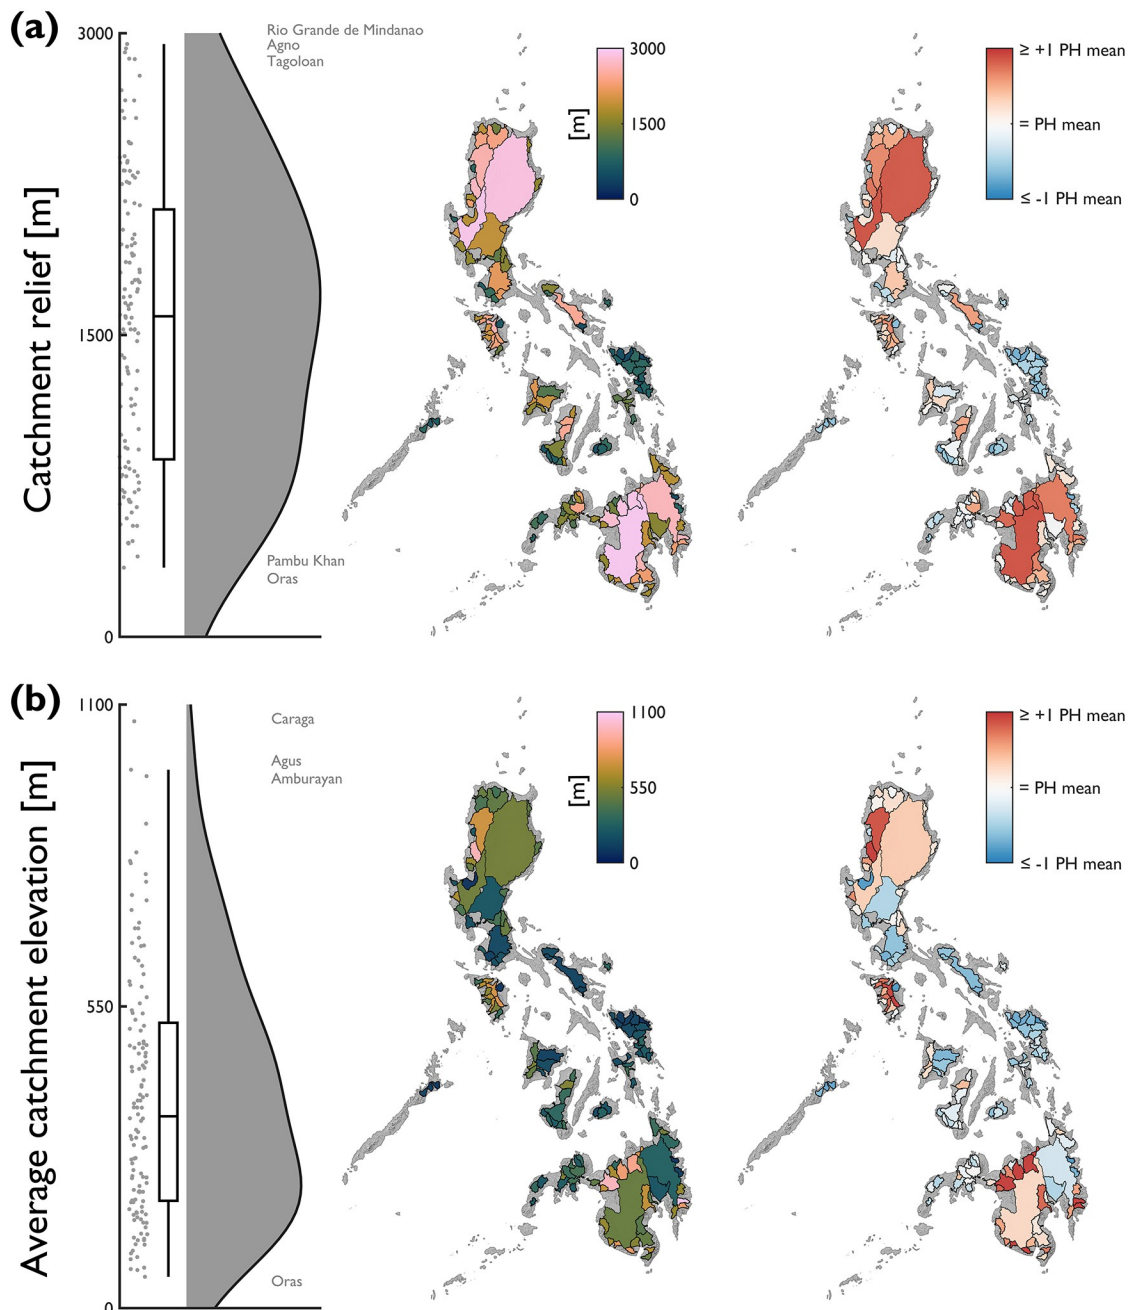 (a)
3000
1500
0
Catchment relief [m]
Rio Grande de Mindanao
Agno
Tagoloan
Pambu Khan
Oras
[m]
3000
1500
0
≥ +1 PH mean
= PH mean
≤ -1 PH mean
(b)
1100
550
0
Average catchment elevation [m]
Caraga
Agus
Amburayan
Oras
[m]
1100
550
0
≥ +1 PH mean
= PH mean
≤ -1 PH mean